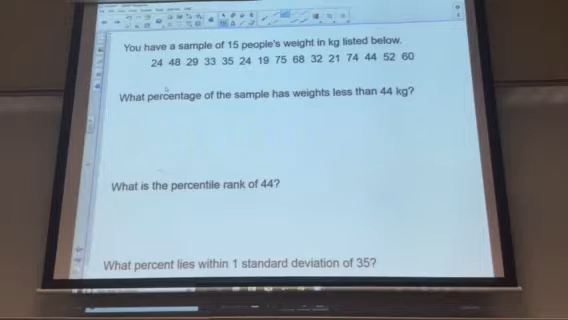 You have a sample of 15 people's weight in kg listed below.
24 48 29 33 35 24 19 75 68 32 21 74 44 52 60
What percentage of the sample has weights less than 44 kg?
What is the percentile rank of 44?
What percent lies within 1 standard deviation of 35?